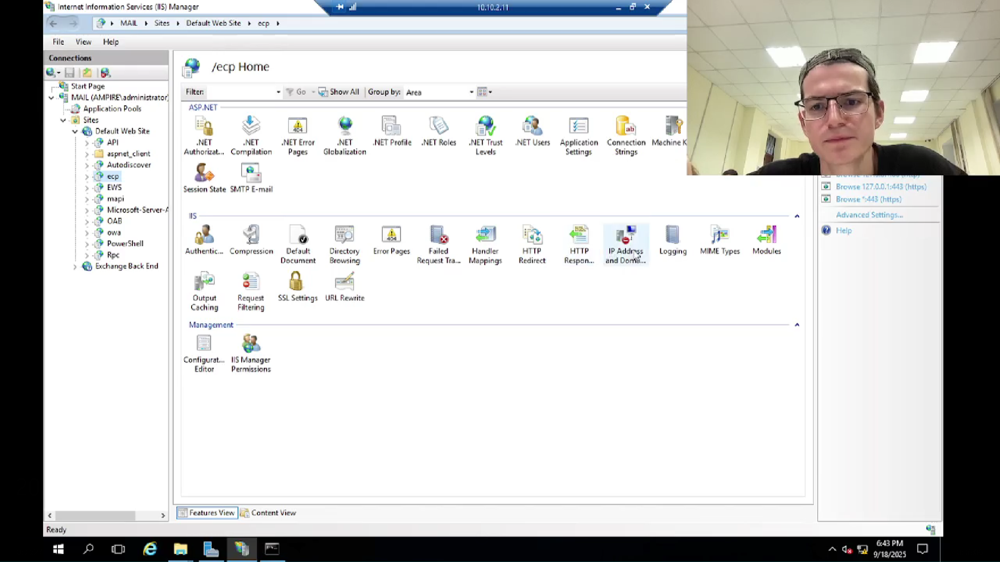 Internet Information Services (IIS) Manager
10.10.2.11
MAIL
Sites
Default Web Site
ecp
File
View
Help
Connections
Start Page
MAIL (AMPIRE\administrator)
Application Pools
Sites
Default Web Site
API
aspnet_client
Autodiscover
ecp
EWS
mapi
Microsoft-Server-A
OAB
owa
PowerShell
Rpc
Exchange Back End
/ecp Home
Filter:
Go
Show All
Group by:
Area
ASP.NET
.NET Authorizat...
.NET Compilation
.NET Error Pages
.NET Globalization
.NET Profile
.NET Roles
.NET Trust Levels
.NET Users
Application Settings
Connection Strings
Machine K
Session State
SMTP E-mail
IIS
Authentic...
Compression
Default Document
Directory Browsing
Error Pages
Failed Request Tra...
Handler Mappings
HTTP Redirect
HTTP Respon...
IP Address and Doma...
Logging
MIME Types
Modules
Output Caching
Request Filtering
SSL Settings
URL Rewrite
Management
Configurat... Editor
IIS Manager Permissions
Browse 127.0.0.1:443 (https)
Browse *:443 (https)
Advanced Settings...
Help
Features View
Content View
Ready
6:43 PM
9/18/2025